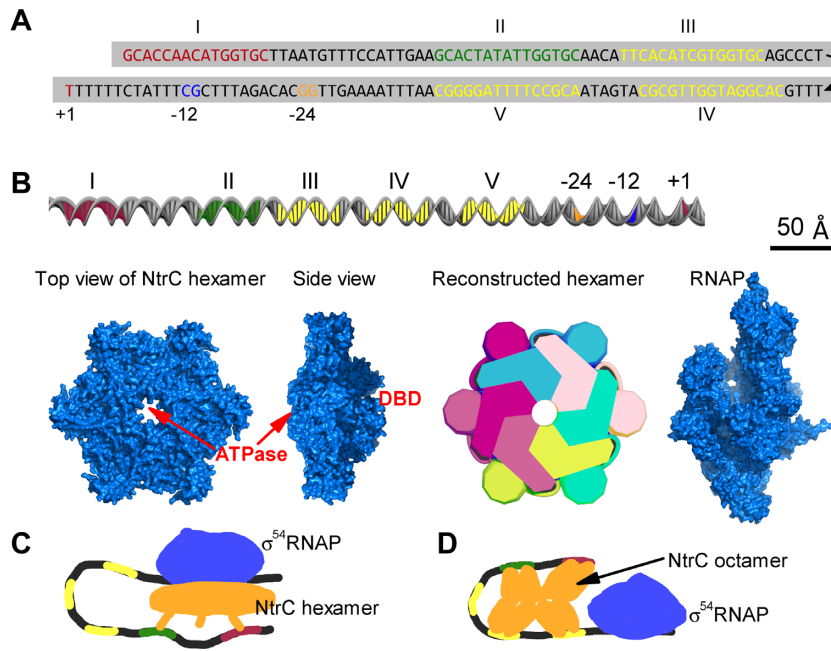 A
I II III
GCACCAACATGGTGCTTAATGTTTCCATTGAAGCACTATATTGGTGCAACATTCACATCGTGGTGCAGCCCT
TTTTTTCTATTTCGCTTTAGACACGGTTGAAAATTTAACGGGGATTTTCCGCAATAGTACGCGTTGGTAGGCACGTTT
+1 -12 -24 V IV
B
I II III IV V -24 -12 +1
50 Å
Top view of NtrC hexamer Side view Reconstructed hexamer RNAP
DBD
ATPase
C
σ54RNAP
NtrC hexamer
D
NtrC octamer
σ54RNAP